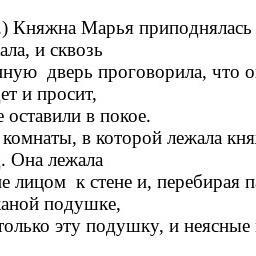 ) Княжна Марья приподнялась
ала, и сквозь
дверь проговорила, что о
ет и просит,
оставили в покое.
комнаты, в которой лежала кня
. Она лежала
е лицом к стене и, перебирая п
аной подушке,
только эту подушку, и неясные